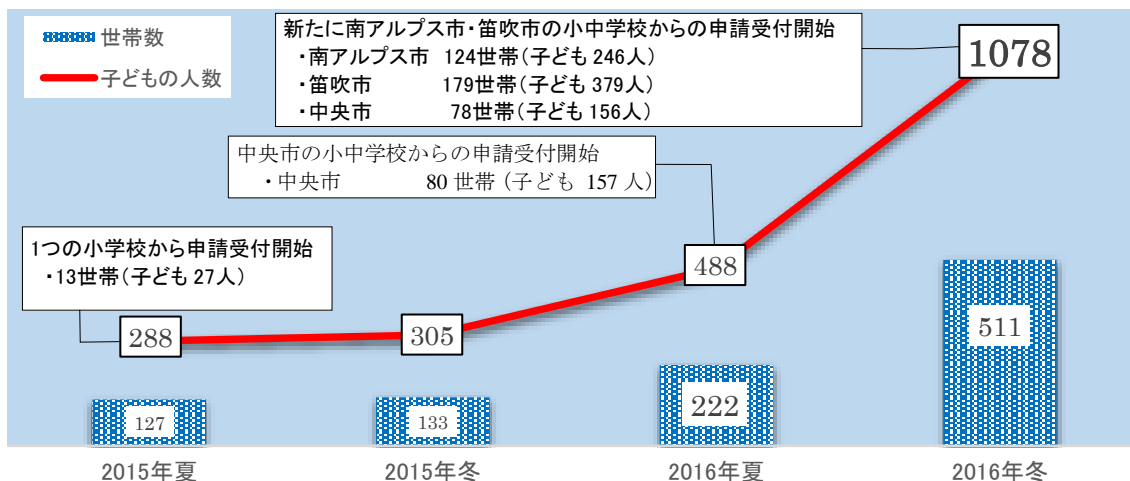 世帯数
子どもの人数
新たに南アルプス市・笛吹市の小中学校からの申請受付開始
・南アルプス市 124世帯(子ども 246人)
・笛吹市 179世帯(子ども 379人)
・中央市 78世帯(子ども 156人)
1078
中央市の小中学校からの申請受付開始
・中央市 80 世帯 (子ども 157 人)
1つの小学校から申請受付開始
・13世帯(子ども 27人)
288
305
488
127
133
222
511
2015年夏
2015年冬
2016年夏
2016年冬